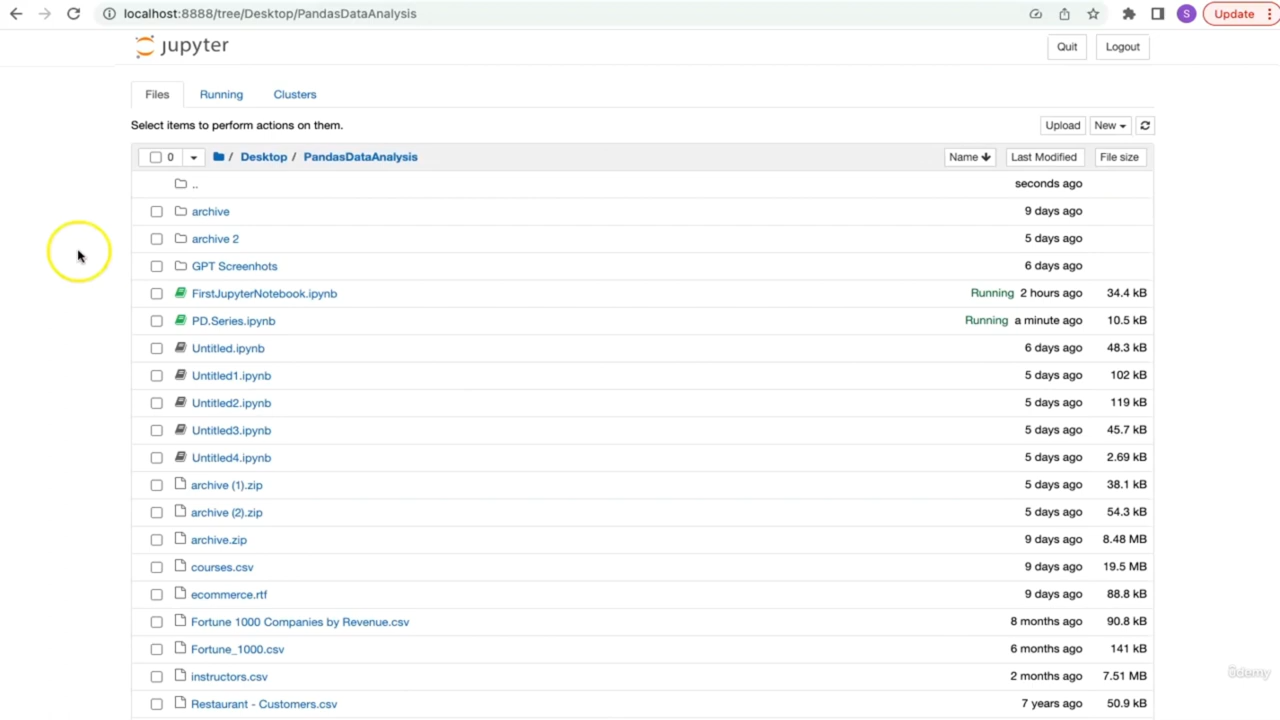 localhost:8888/tree/Desktop/PandasDataAnalysis S Update
jupyter Quit Logout
Files Running Clusters
Select items to perform actions on them. Upload New
0 / Desktop / PandasDataAnalysis Name Last Modified File size
.. seconds ago
archive 9 days ago
archive 2 5 days ago
GPT Screenhots 6 days ago
FirstJupyterNotebook.ipynb Running 2 hours ago 34.4 kB
PD.Series.ipynb Running a minute ago 10.5 kB
Untitled.ipynb 6 days ago 48.3 kB
Untitled1.ipynb 5 days ago 102 kB
Untitled2.ipynb 5 days ago 119 kB
Untitled3.ipynb 5 days ago 45.7 kB
Untitled4.ipynb 5 days ago 2.69 kB
archive (1).zip 5 days ago 38.1 kB
archive (2).zip 5 days ago 54.3 kB
archive.zip 9 days ago 8.48 MB
courses.csv 9 days ago 19.5 MB
ecommerce.rtf 9 days ago 88.8 kB
Fortune 1000 Companies by Revenue.csv 8 months ago 90.8 kB
Fortune_1000.csv 6 months ago 141 kB
instructors.csv 2 months ago 7.51 MB
Restaurant - Customers.csv 7 years ago 50.9 kB
ûdemy